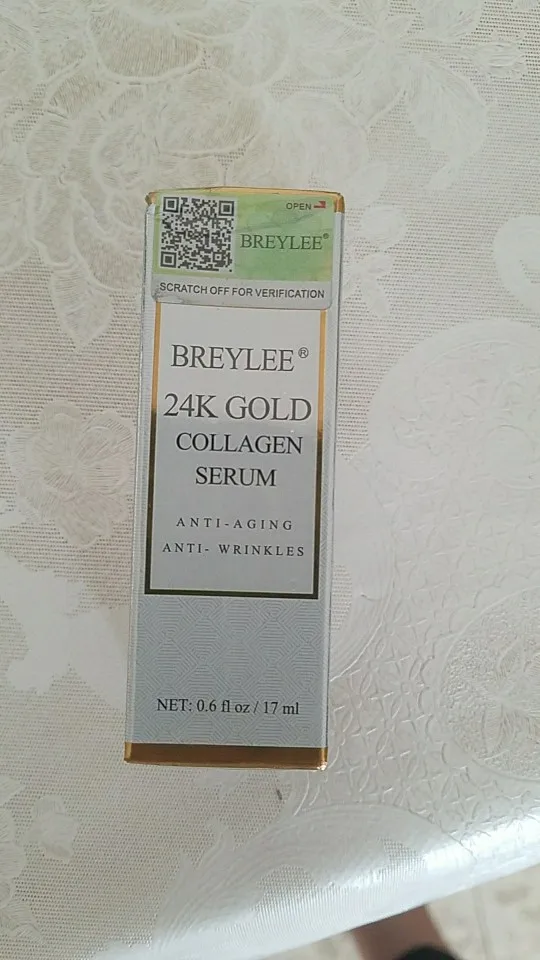 OPEN
BREYLEE®
SCRATCH OFF FOR VERIFICATION
BREYLEE®
24K GOLD
COLLAGEN
SERUM
ANTI-AGING
ANTI- WRINKLES
NET: 0.6 fl oz / 17 ml